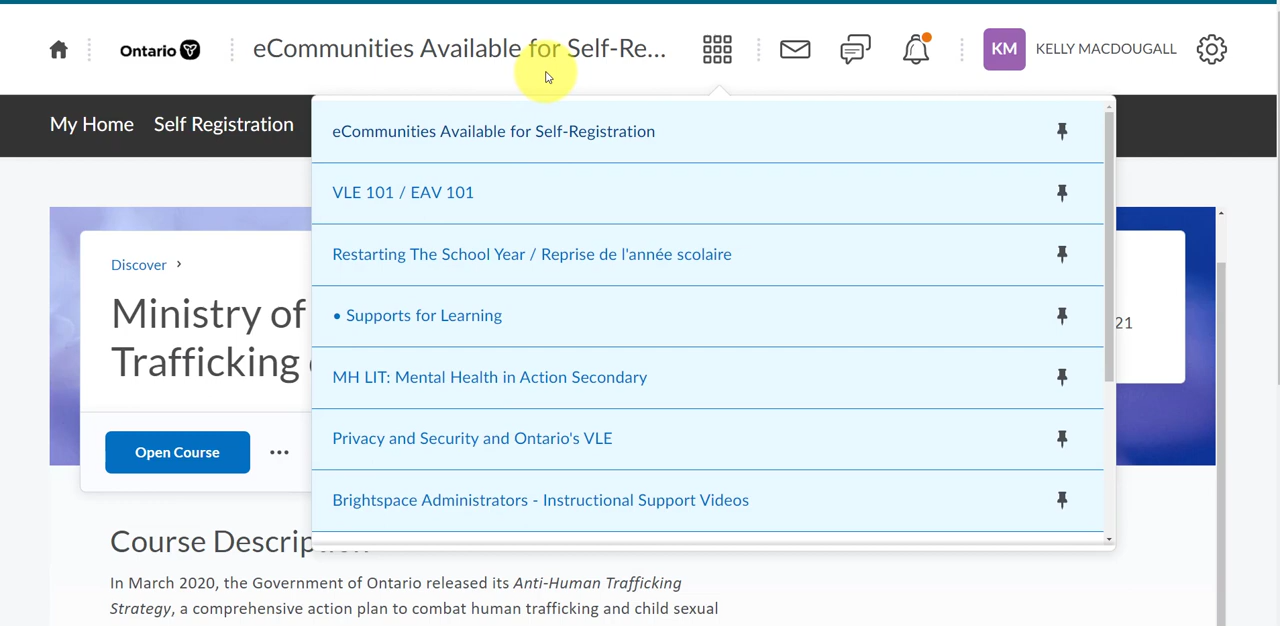 Ontario
eCommunities Available for Self-Re...
KM
KELLY MACDOUGALL
My Home
Self Registration
eCommunities Available for Self-Registration
VLE 101 / EAV 101
Restarting The School Year / Reprise de l'année scolaire
• Supports for Learning
MH LIT: Mental Health in Action Secondary
Privacy and Security and Ontario's VLE
Brightspace Administrators - Instructional Support Videos
Discover ›
Ministry of
Trafficking
21
Open Course
Course Description
In March 2020, the Government of Ontario released its Anti-Human Trafficking
Strategy, a comprehensive action plan to combat human trafficking and child sexual